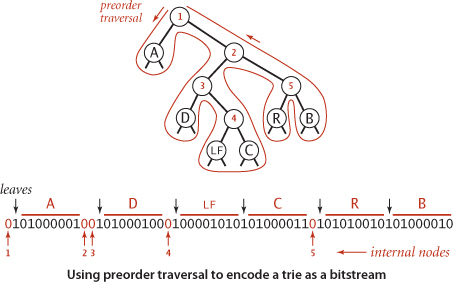 preorder
traversal
1
A
2
3
5
D
4
R
B
LF
C
leaves
A D LF C R B
01010000010010100010001000010101010000110101010010101000010
1 2 3 4 5 internal nodes
Using preorder traversal to encode a trie as a bitstream